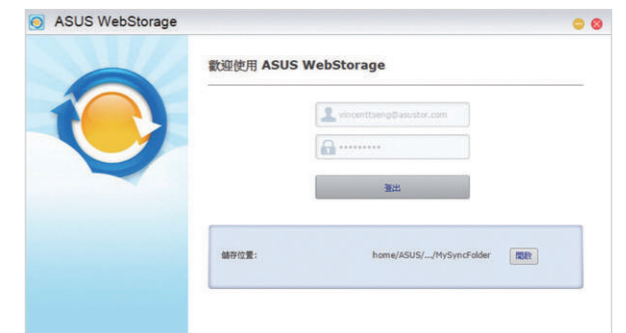 ASUS WebStorage
歡迎使用 ASUS WebStorage
vincenttseng@asustor.com
•••••••••
登出
儲存位置: home/ASUS/.../MySyncFolder 開啟